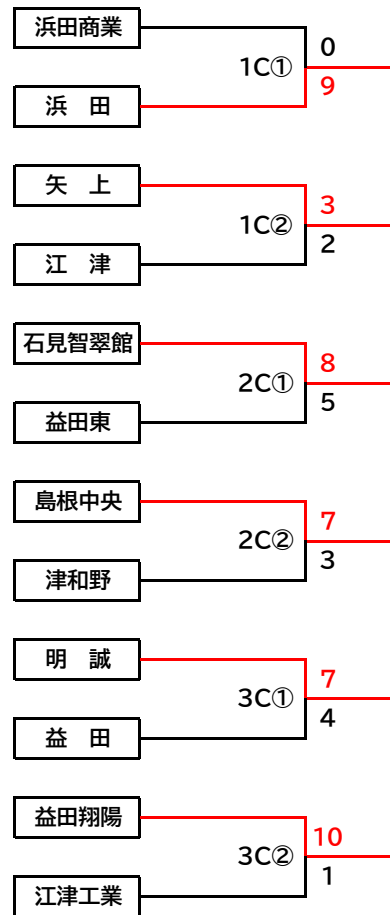 浜田商業
0
1C①
9
浜　田
矢　上
3
1C②
2
江　津
石見智翠館
8
2C①
5
益田東
島根中央
7
2C②
3
津和野
明　誠
7
3C①
4
益　田
益田翔陽
10
3C②
1
江津工業